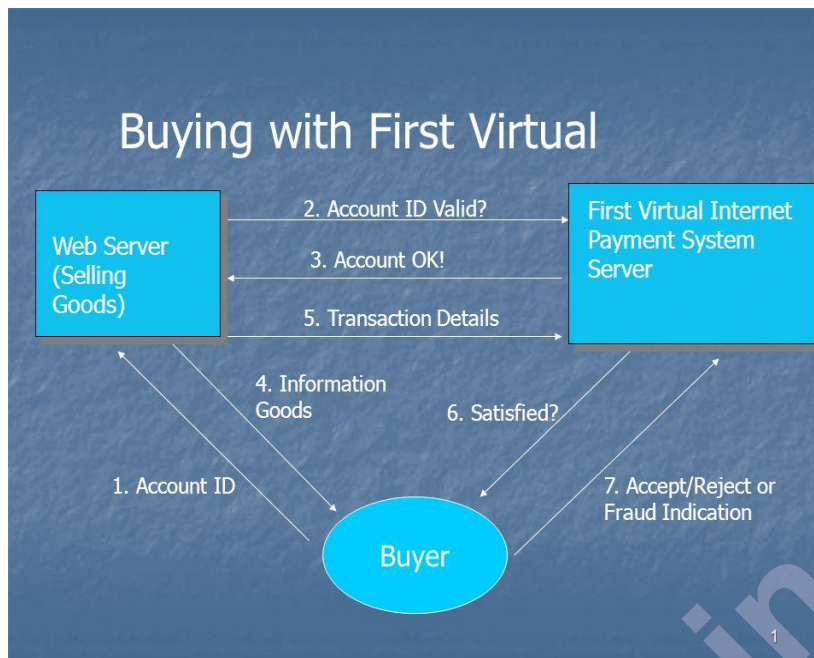 Buying with First Virtual
2. Account ID Valid?
First Virtual Internet
Payment System
Server
Web Server
(Selling
Goods)
3. Account OK!
5. Transaction Details
4. Information
Goods
6. Satisfied?
1. Account ID
7. Accept/Reject or
Fraud Indication
Buyer
in
1